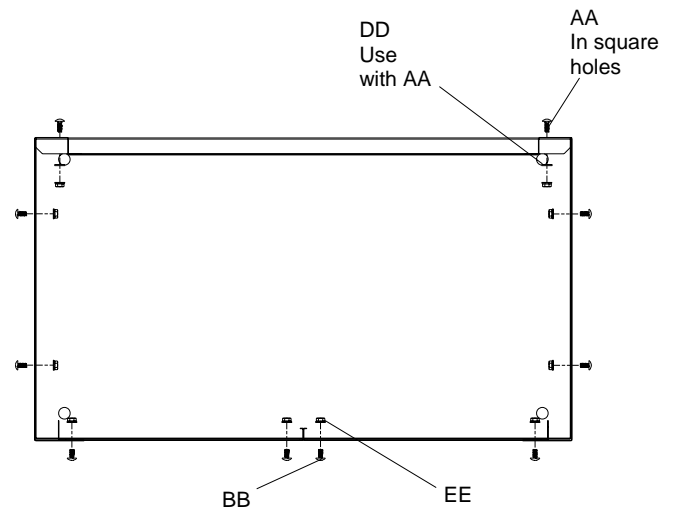 DD
Use
with AA
AA
In square
holes
BB
EE